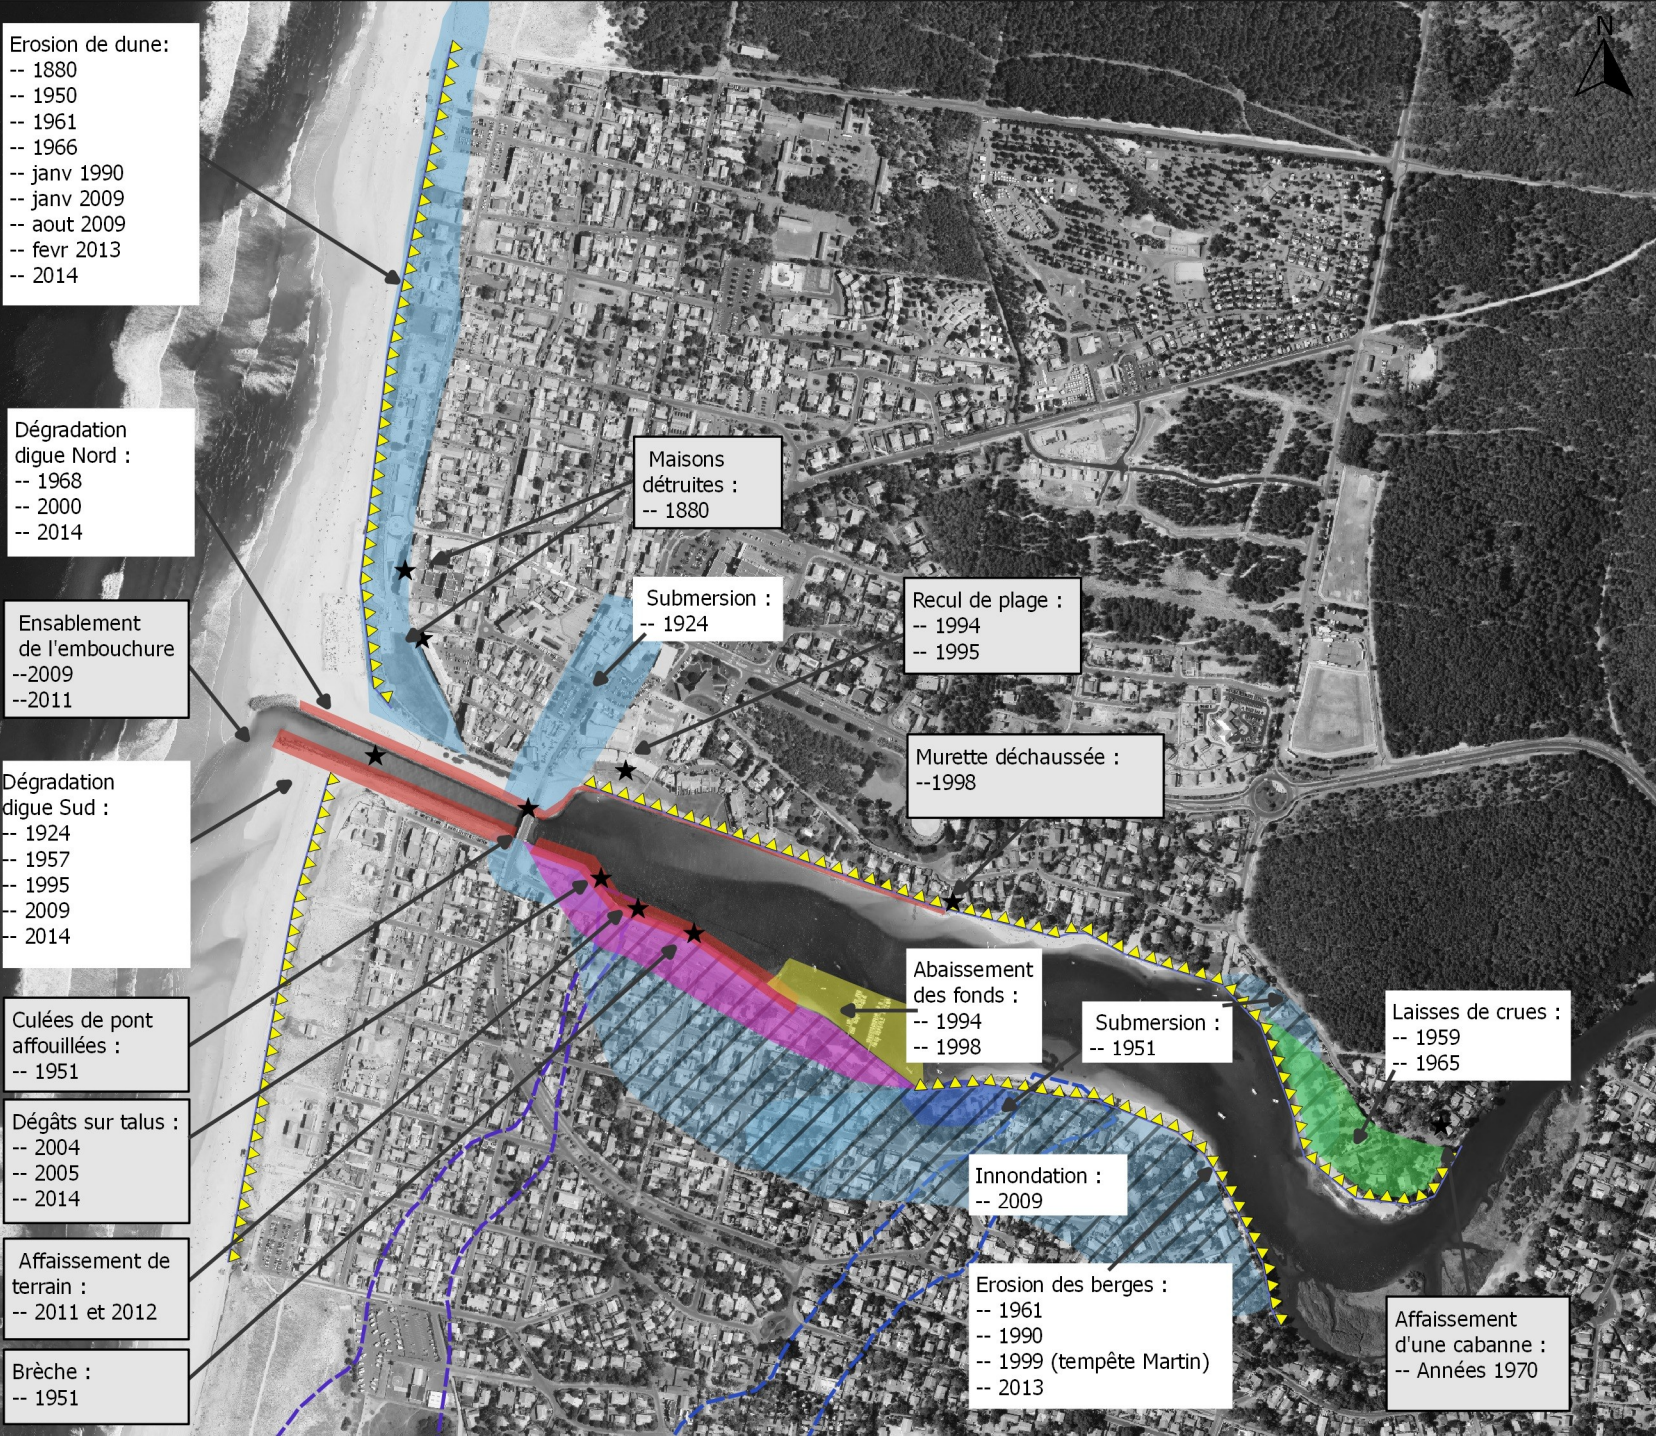 N
Erosion de dune:
-- 1880
-- 1950
-- 1961
-- 1966
-- janv 1990
-- janv 2009
-- aout 2009
-- fevr 2013
-- 2014
Dégradation
digue Nord :
-- 1968
-- 2000
-- 2014
Maisons
détruites :
-- 1880
Submersion :
-- 1924
Recul de plage :
-- 1994
-- 1995
Ensablement
de l'embouchure
--2009
--2011
Murette déchaussée :
--1998
Dégradation
digue Sud :
-- 1924
-- 1957
-- 1995
-- 2009
-- 2014
Abaissement
des fonds :
-- 1994
-- 1998
Submersion :
-- 1951
Laisses de crues :
-- 1959
-- 1965
Culées de pont
affouillées :
-- 1951
Dégâts sur talus :
-- 2004
-- 2005
-- 2014
Innondation :
-- 2009
Affaissement de
terrain :
-- 2011 et 2012
Erosion des berges :
-- 1961
-- 1990
-- 1999 (tempête Martin)
-- 2013
Affaissement
d'une cabanne :
-- Années 1970
Brèche :
-- 1951